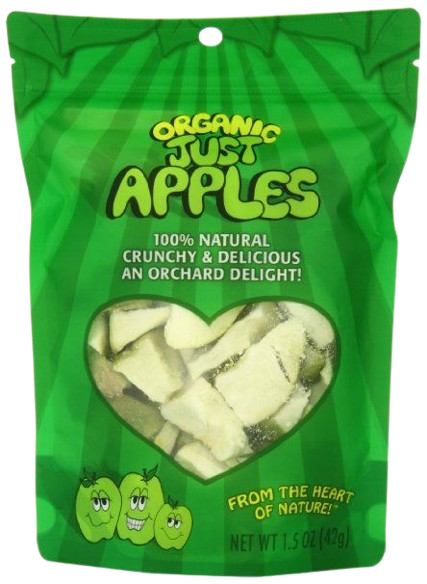 ORGANIC
JUST
APPLES
100% NATURAL
CRUNCHY & DELICIOUS
AN ORCHARD DELIGHT!
FROM THE HEART
OF NATURE!™
NET WT 1.5 OZ (42g)